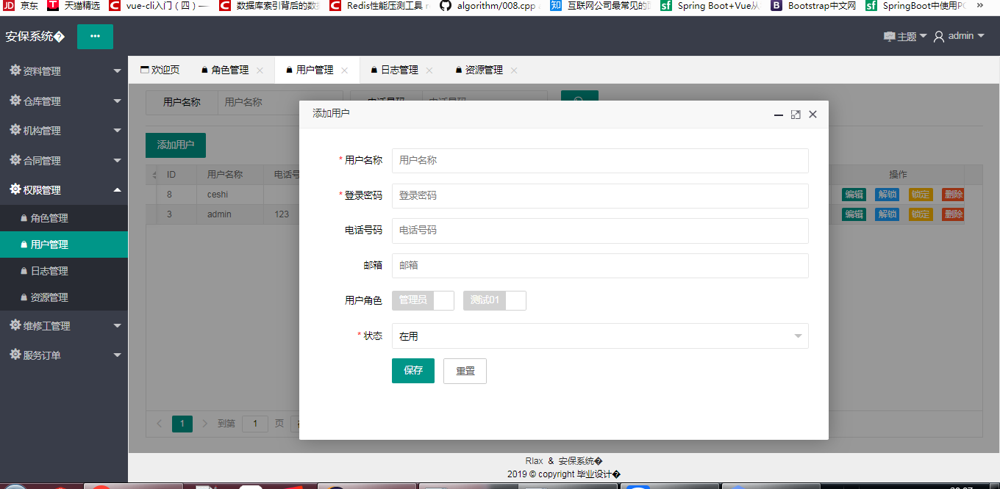 京东 天猫精选 vue-cli入门（四）— 数据库索引背后的数 Redis性能压测工具 algorithm/008.cpp 互联网公司最常见的 Spring Boot+Vue从 Bootstrap中文网 SpringBoot中使用PC »
安保系统� ••• 主题 admin
资料管理
仓库管理
机构管理
合同管理
权限管理
角色管理
用户管理
日志管理
资源管理
维修工管理
服务订单
欢迎页 角色管理 用户管理 日志管理 资源管理
用户名称 用户名称 电话号码 电话号码
添加用户
ID 用户名称 电话号 操作
8 ceshi 编辑 解锁 锁定 删除
3 admin 123 编辑 解锁 锁定 删除
1 到第 1 页
添加用户
* 用户名称 用户名称
* 登录密码 登录密码
电话号码 电话号码
邮箱 邮箱
用户角色 管理员 测试01
* 状态 在用
保存 重置
Rlax & 安保系统�
2019 © copyright 毕业设计�